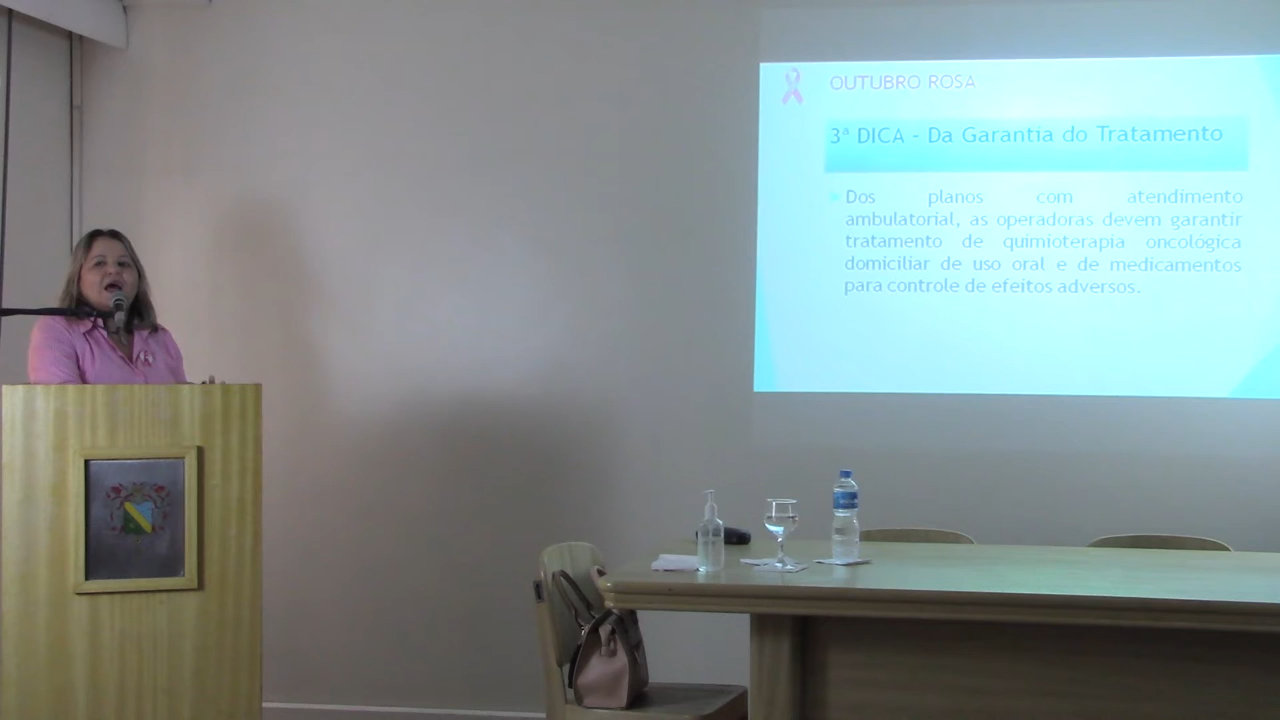 OUTUBRO ROSA
3ª DICA - Da Garantia do Tratamento
Dos planos com atendimento
ambulatorial, as operadoras devem garantir
tratamento de quimioterapia oncológica
domiciliar de uso oral e de medicamentos
para controle de efeitos adversos.